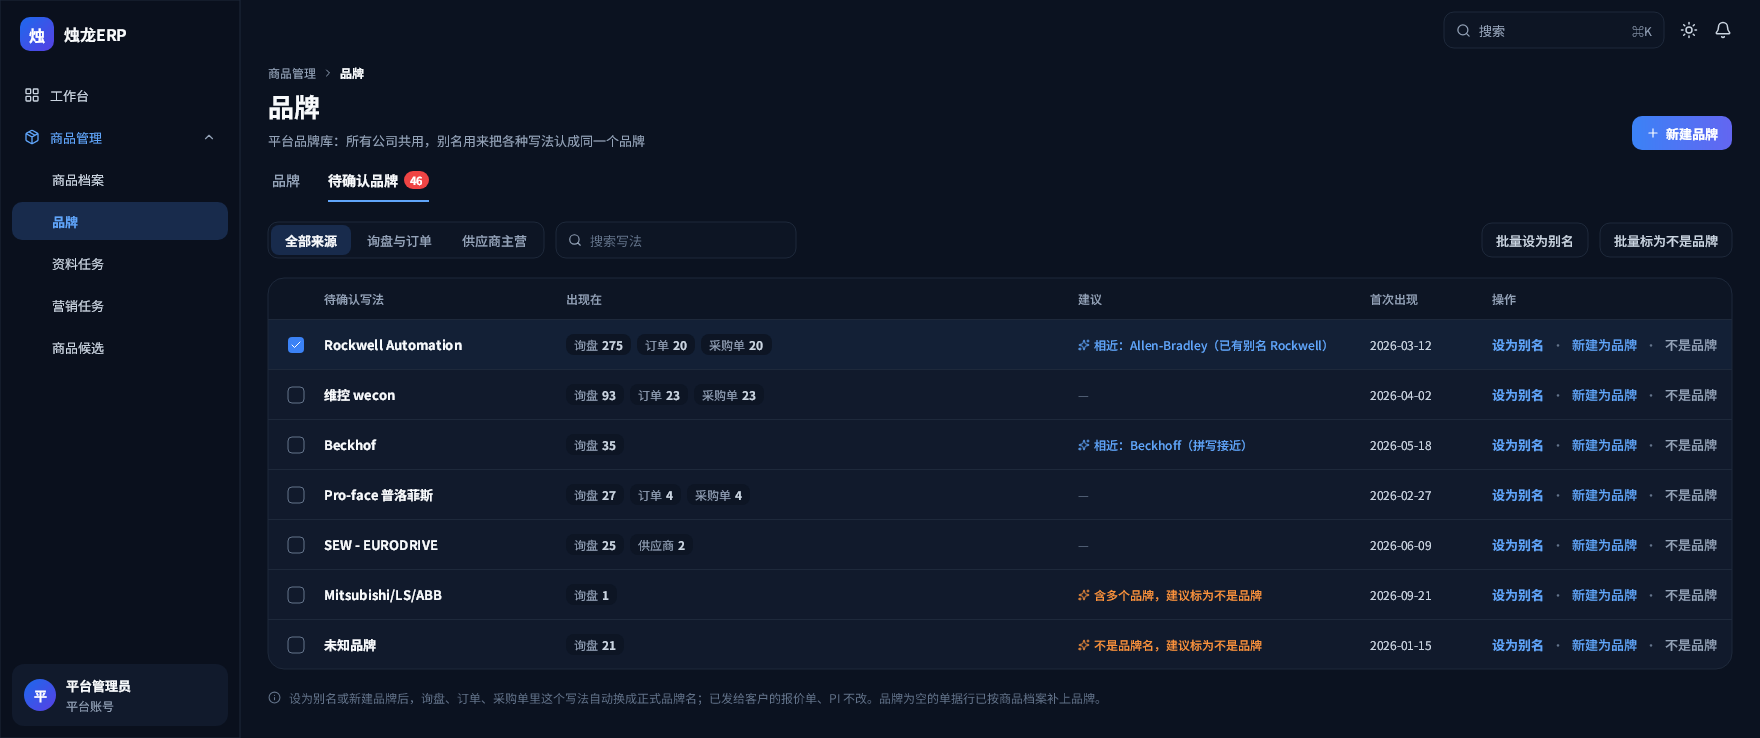 烛 烛龙ERP
搜索 ⌘K
工作台
商品管理
商品档案
品牌
资料任务
营销任务
商品候选
平 平台管理员
平台账号
商品管理 > 品牌
品牌
平台品牌库：所有公司共用，别名用来把各种写法认成同一个品牌
+ 新建品牌
品牌 待确认品牌 46
全部来源 询盘与订单 供应商主营 搜索写法 批量设为别名 批量标为不是品牌
待确认写法 出现在 建议 首次出现 操作
Rockwell Automation 询盘 275 订单 20 采购单 20 相近：Allen-Bradley（已有别名 Rockwell） 2026-03-12 设为别名 · 新建为品牌 · 不是品牌
维控 wecon 询盘 93 订单 23 采购单 23 — 2026-04-02 设为别名 · 新建为品牌 · 不是品牌
Beckhof 询盘 35 相近：Beckhoff（拼写接近） 2026-05-18 设为别名 · 新建为品牌 · 不是品牌
Pro-face 普洛菲斯 询盘 27 订单 4 采购单 4 — 2026-02-27 设为别名 · 新建为品牌 · 不是品牌
SEW - EURODRIVE 询盘 25 供应商 2 — 2026-06-09 设为别名 · 新建为品牌 · 不是品牌
Mitsubishi/LS/ABB 询盘 1 含多个品牌，建议标为不是品牌 2026-09-21 设为别名 · 新建为品牌 · 不是品牌
未知品牌 询盘 21 不是品牌名，建议标为不是品牌 2026-01-15 设为别名 · 新建为品牌 · 不是品牌
设为别名或新建品牌后，询盘、订单、采购单里这个写法自动换成正式品牌名；已发给客户的报价单、PI 不改。品牌为空的单据行已按商品档案补上品牌。